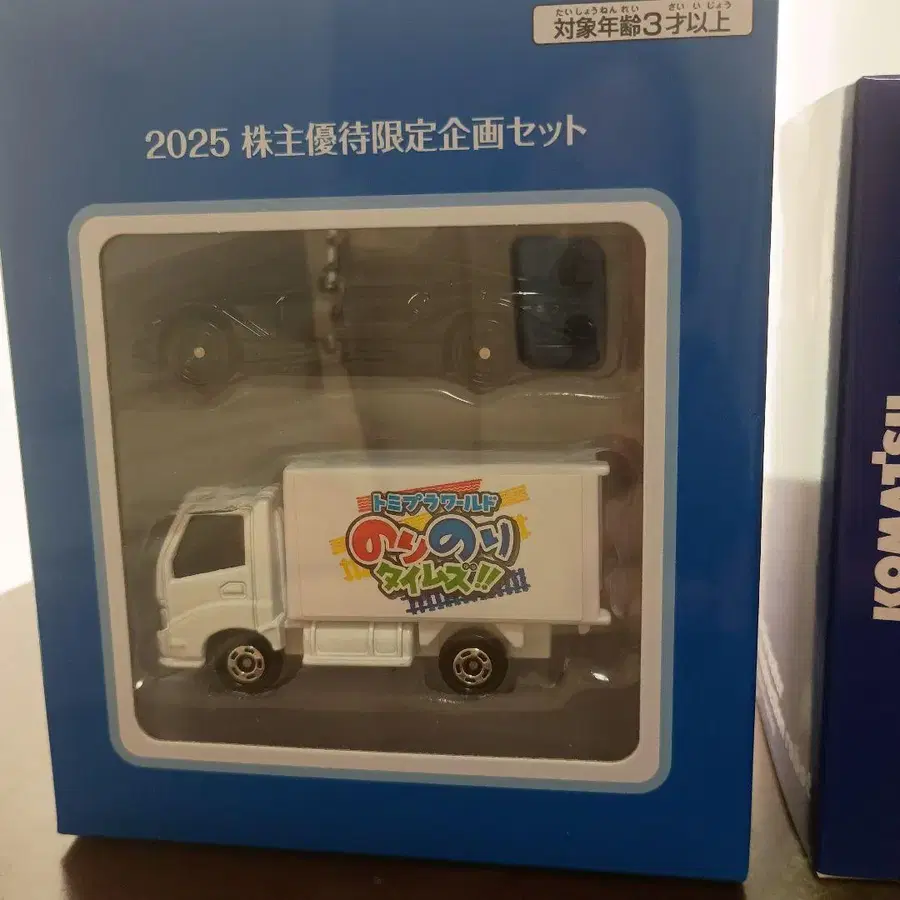 たいしょうねんれい さい いじょう
対象年齢3才以上
2025 株主優待限定企画セット
トミプラワールド
のりのり
タイムズ!!
KOMATSU